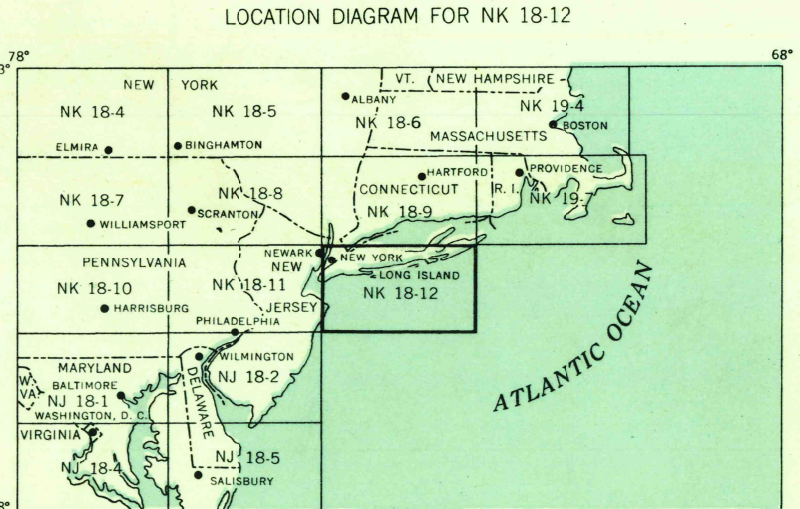 LOCATION DIAGRAM FOR NK 18-12
78°
68°
3°
VT.
NEW HAMPSHIRE
NEW YORK
ALBANY
NK 19-4
NK 18-4
NK 18-5
NK 18-6
BOSTON
MASSACHUSETTS
ELMIRA
BINGHAMTON
HARTFORD
PROVIDENCE
CONNECTICUT
R. I.
NK 19-7
NK 18-7
NK 18-8
SCRANTON
NK 18-9
WILLIAMSPORT
NEWARK
NEW YORK
PENNSYLVANIA
NEW
LONG ISLAND
NK 18-10
NK 18-11
NK 18-12
HARRISBURG
JERSEY
PHILADELPHIA
ATLANTIC OCEAN
WILMINGTON
MARYLAND
DELAWARE
NJ 18-2
W.
VA.
BALTIMORE
NJ 18-1
WASHINGTON, D. C.
VIRGINIA
NJ 18-4
NJ 18-5
SALISBURY
8°